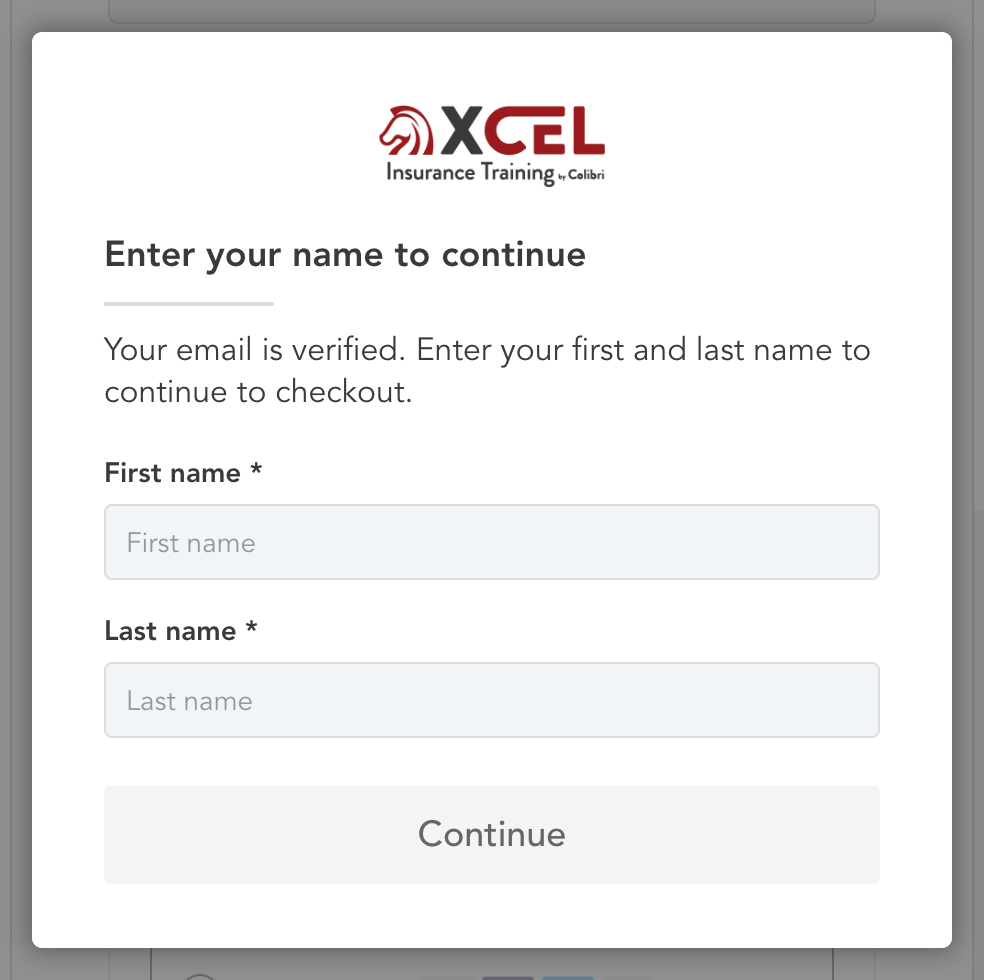 XCEL
Insurance Training by Colibri
Enter your name to continue
Your email is verified. Enter your first and last name to
continue to checkout.
First name *
First name
Last name *
Last name
Continue